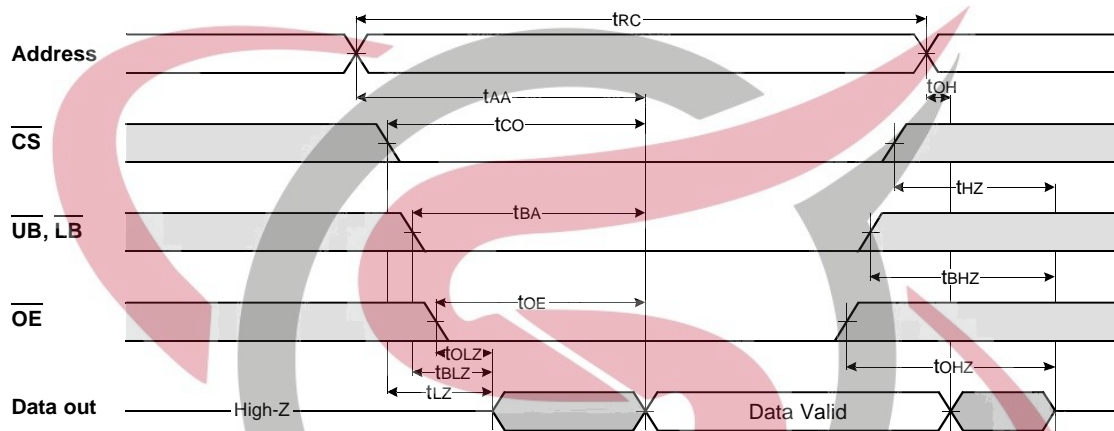 tRC
Address
tOH
tAA
tCO
CS
tHZ
tBA
UB, LB
tBHZ
tOE
OE
tOLZ
tOHZ
tBLZ
tLZ
Data out
High-Z
Data Valid